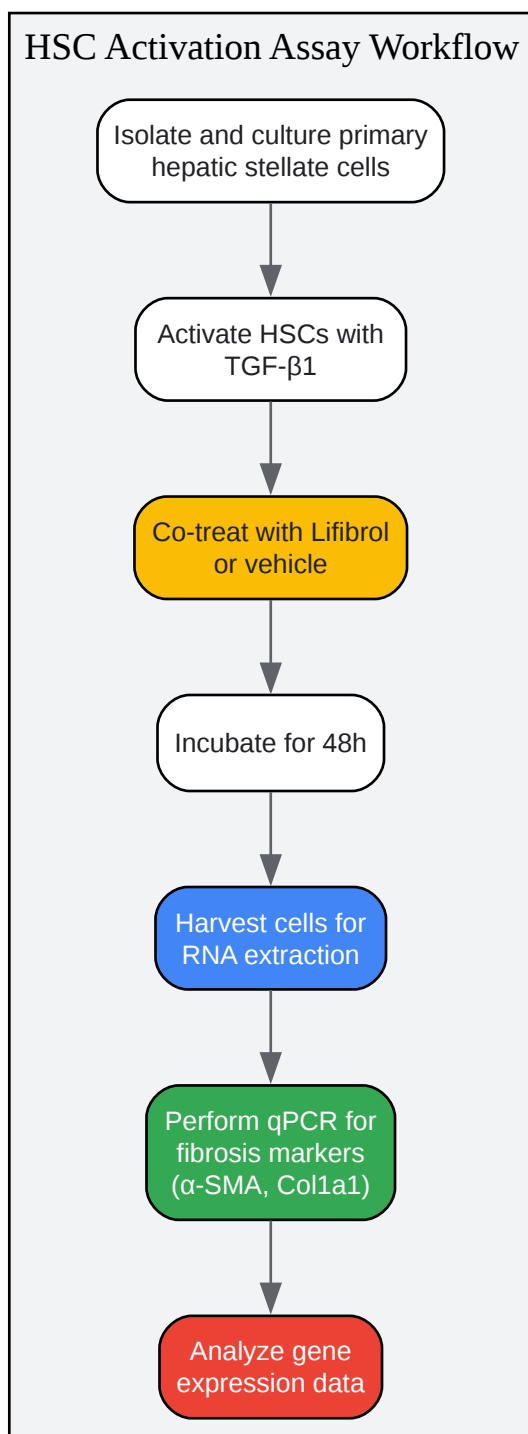 HSC Activation Assay Workflow
Isolate and culture primary
hepatic stellate cells
Activate HSCs with
TGF-β1
Co-treat with Lifibrol
or vehicle
Incubate for 48h
Harvest cells for
RNA extraction
Perform qPCR for
fibrosis markers
(α-SMA, Col1a1)
Analyze gene
expression data